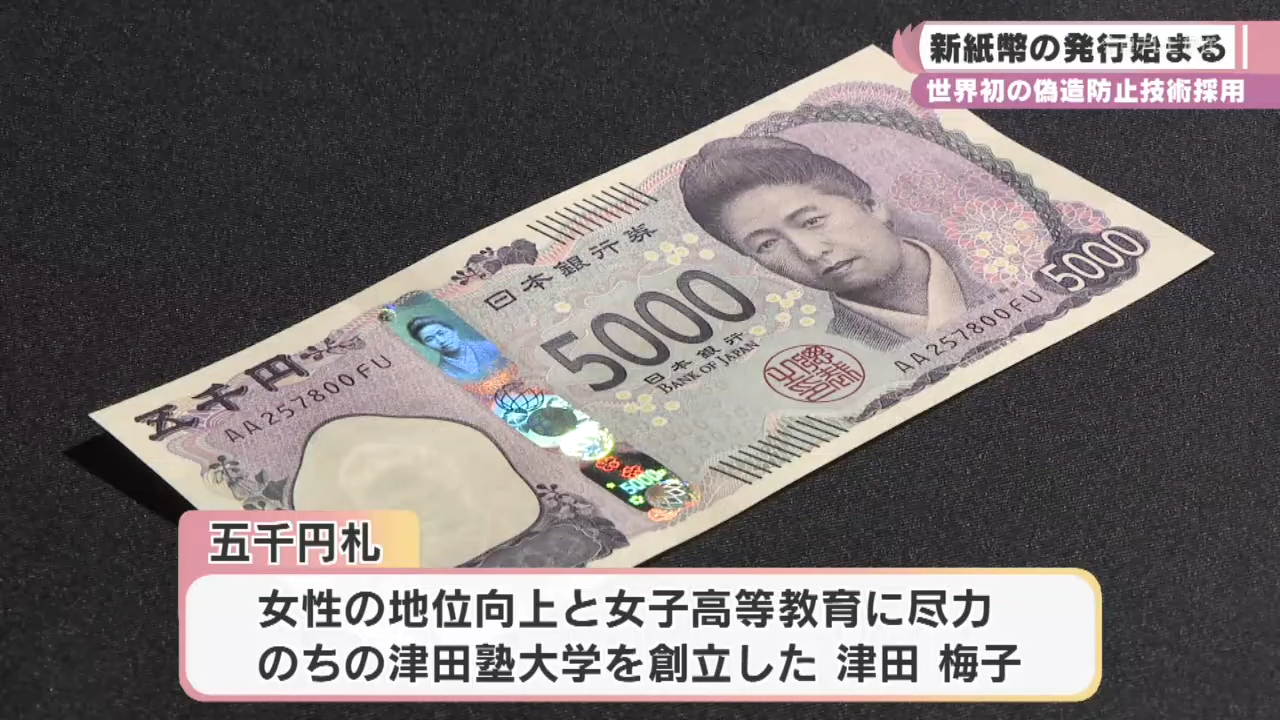 新紙幣の発行始まる
世界初の偽造防止技術採用
日本銀行券
5000
日本銀行
BANK OF JAPAN
5000
AA257800FU
五千円
AA257800FU
5000
五千円札
女性の地位向上と女子高等教育に尽力
のちの津田塾大学を創立した 津田 梅子